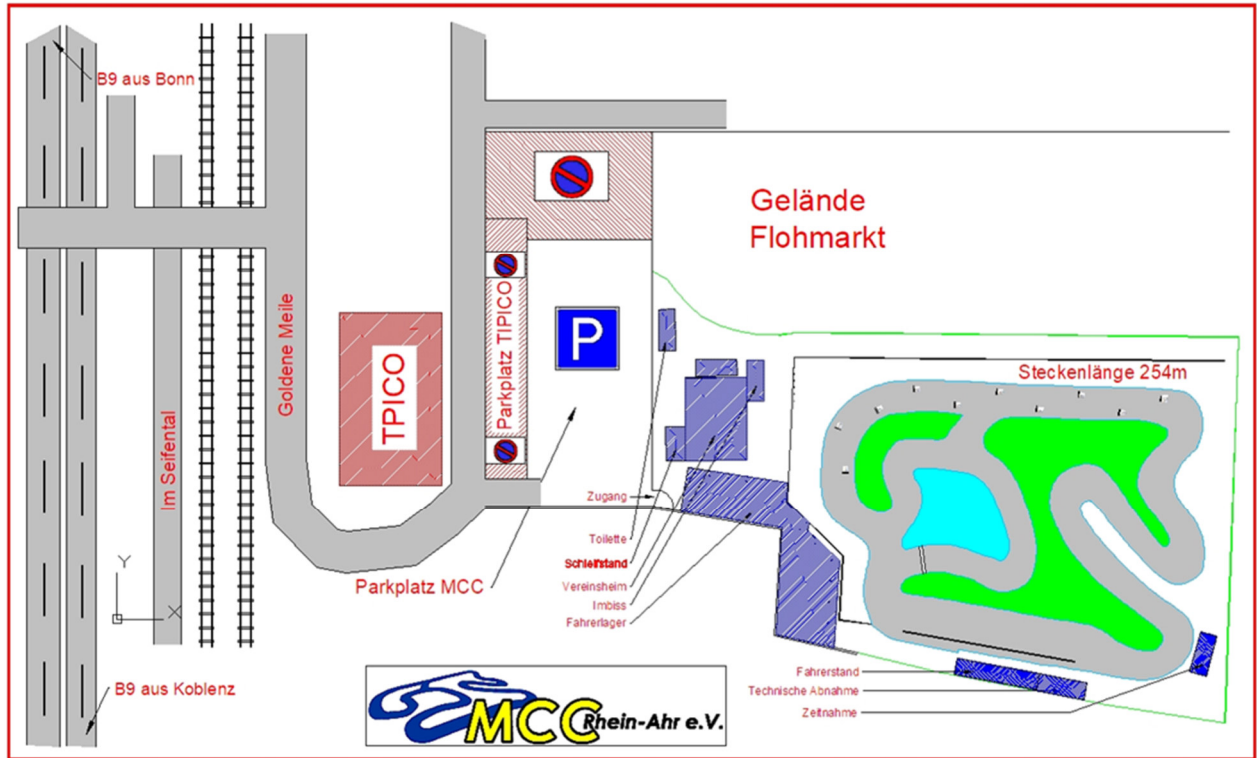 B9 aus Bonn
Gelände
Flohmarkt
Parkplatz TIPICO
P
Goldene Meile
TPICO
Im Seifental
Steckenlänge 254m
Zugang
Toilette
Schleifstand
Vereinsheim
Imbiss
Fahrerlager
Parkplatz MCC
Y
X
B9 aus Koblenz
Fahrerstand
Technische Abnahme
Zeitnahme
MCC Rhein-Ahr e.V.